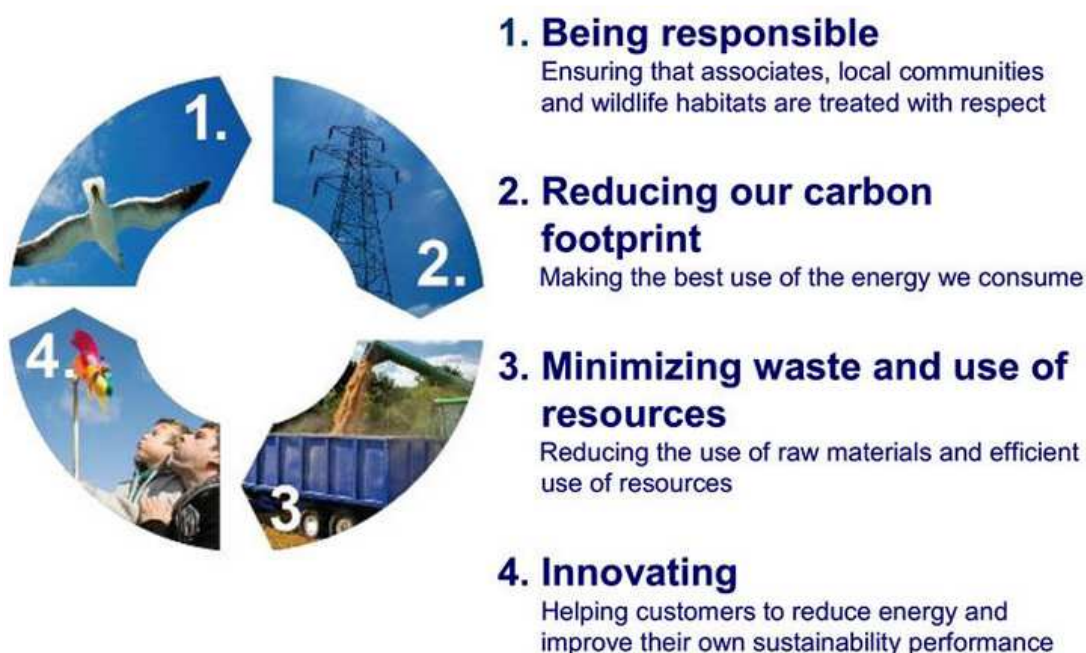 1. Being responsible
Ensuring that associates, local communities
and wildlife habitats are treated with respect
2. Reducing our carbon
footprint
Making the best use of the energy we consume
3. Minimizing waste and use of
resources
Reducing the use of raw materials and efficient
use of resources
4. Innovating
Helping customers to reduce energy and
improve their own sustainability performance
1.
2.
3
4.